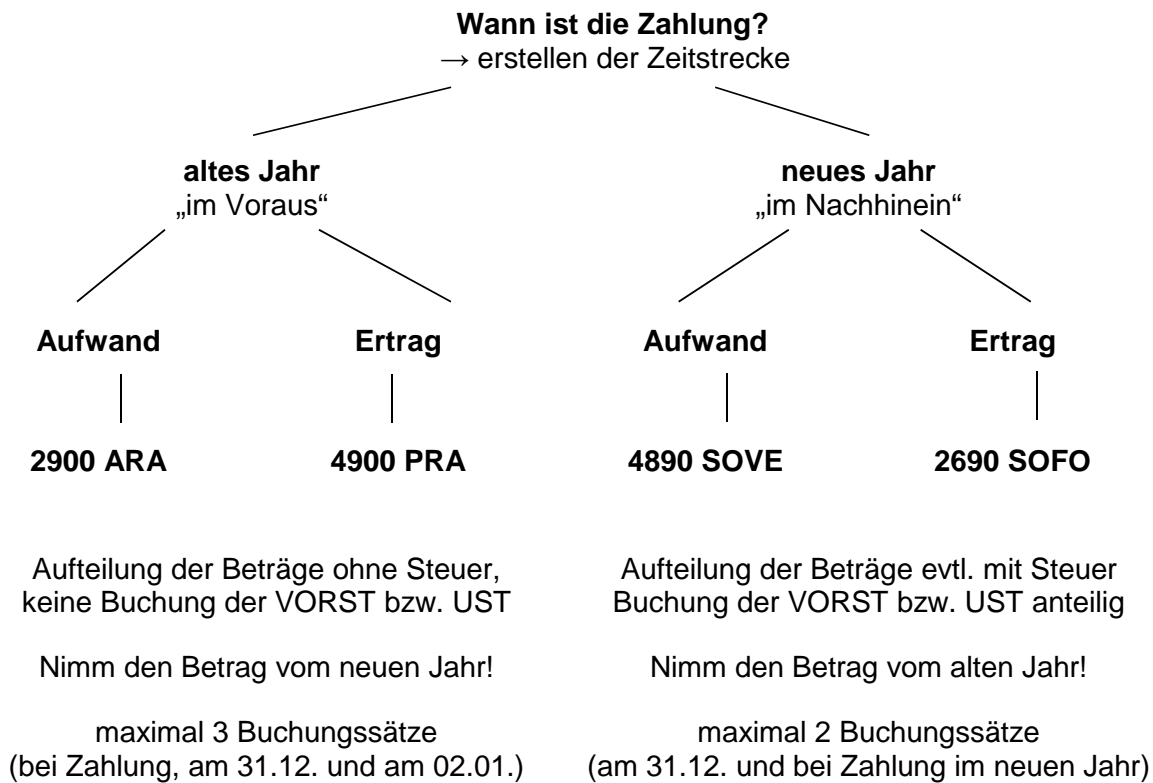 Wann ist die Zahlung?
→ erstellen der Zeitstrecke
altes Jahr
„im Voraus“
neues Jahr
„im Nachhinein“
Aufwand
Ertrag
Aufwand
Ertrag
2900 ARA
4900 PRA
4890 SOVE
2690 SOFO
Aufteilung der Beträge ohne Steuer,
keine Buchung der VORST bzw. UST
Nimm den Betrag vom neuen Jahr!
maximal 3 Buchungssätze
(bei Zahlung, am 31.12. und am 02.01.)
Aufteilung der Beträge evtl. mit Steuer
Buchung der VORST bzw. UST anteilig
Nimm den Betrag vom alten Jahr!
maximal 2 Buchungssätze
(am 31.12. und bei Zahlung im neuen Jahr)